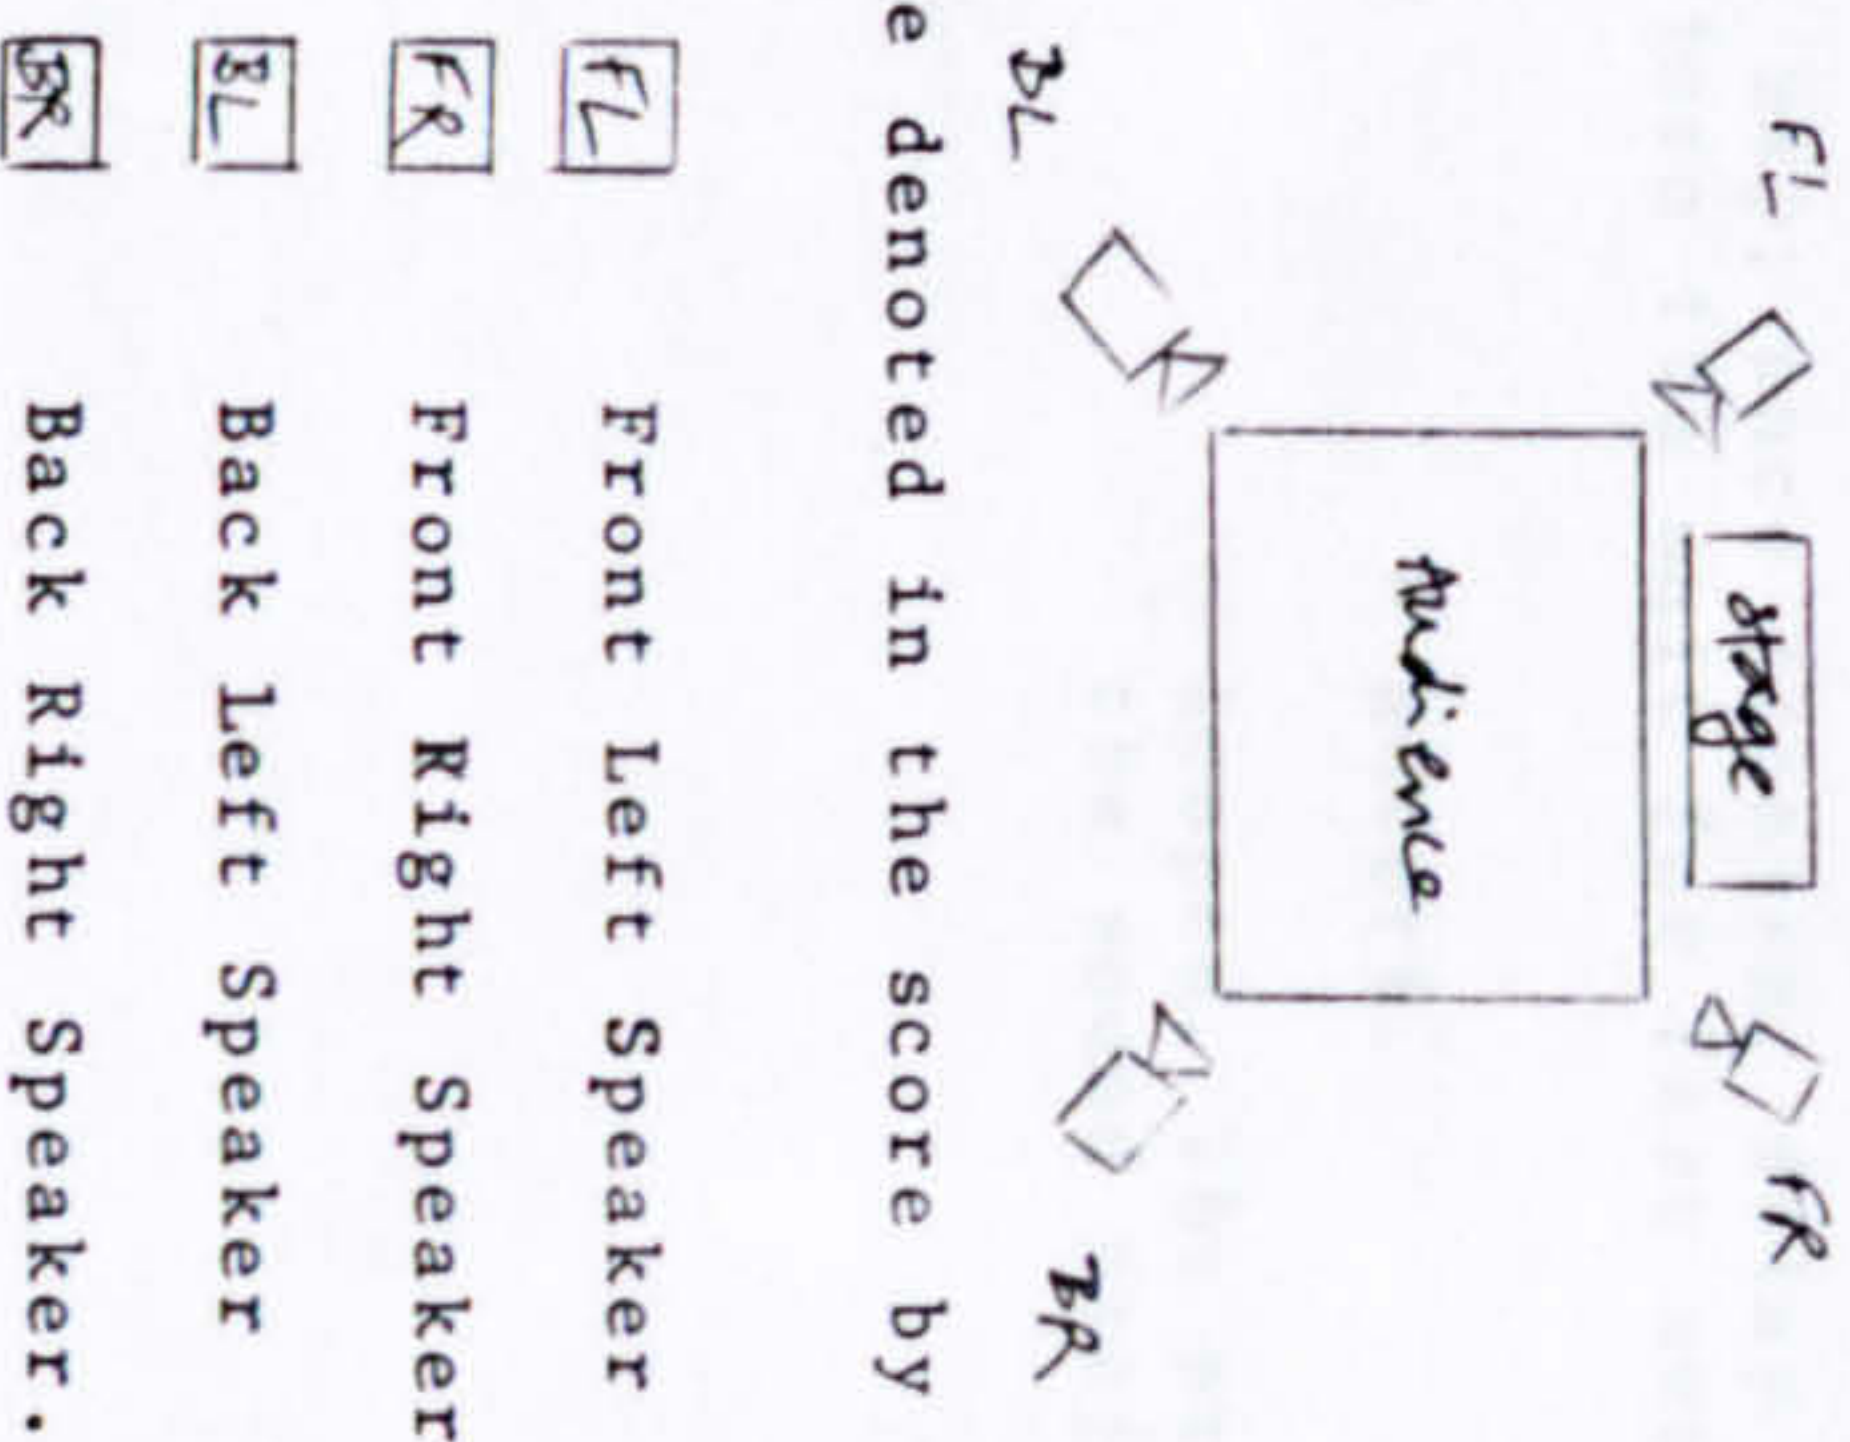 FL FR
stage
Audience
BL BR
e denoted in the score by
FL Front Left Speaker
FR Front Right Speaker
BL Back Left Speaker
BR Back Right Speaker.